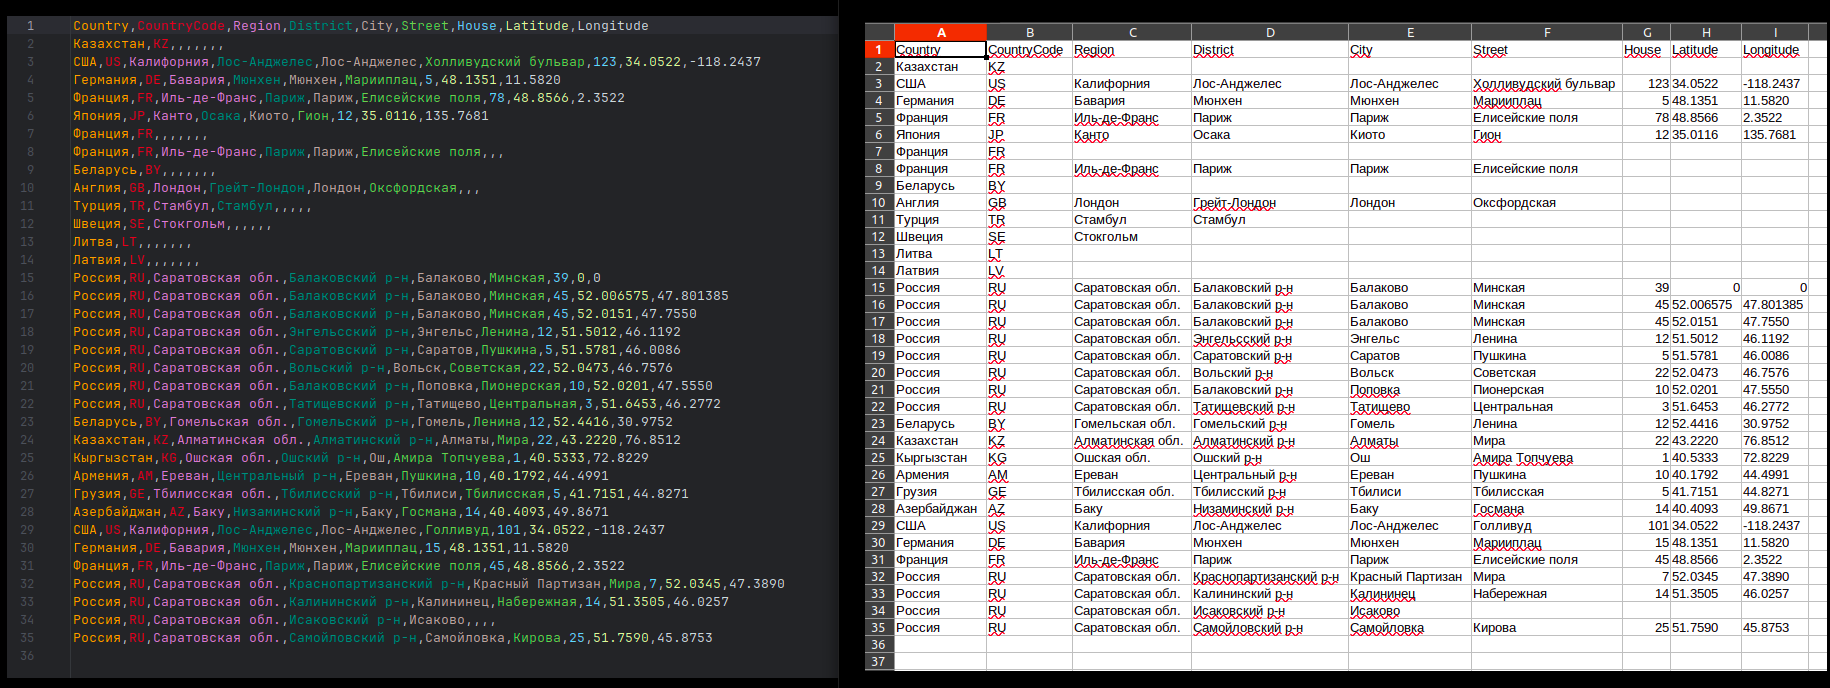 1 Country,CountryCode,Region,District,City,Street,House,Latitude,Longitude
2 Казахстан,KZ,,,,,,,
3 США,US,Калифорния,Лос-Анджелес,Лос-Анджелес,Холливудский бульвар,123,34.0522,-118.2437
4 Германия,DE,Бавария,Мюнхен,Мюнхен,Мариинлац,5,48.1351,11.5820
5 Франция,FR,Иль-де-Франс,Париж,Париж,Елисейские поля,78,48.8566,2.3522
6 Япония,JP,Канто,Осака,Киото,Гион,12,35.0116,135.7681
7 Франция,FR,,,,,,,
8 Франция,FR,Иль-де-Франс,Париж,Париж,Елисейские поля,,,
9 Беларусь,BY,,,,,,,
10 Англия,GB,Лондон,Грейт-Лондон,Лондон,Оксфордская,,,
11 Турция,TR,Стамбул,Стамбул,,,,,
12 Швеция,SE,Стокгольм,,,,,,
13 Литва,LT,,,,,,,
14 Латвия,LV,,,,,,,
15 Россия,RU,Саратовская обл.,Балаковский р-н,Балаково,Минская,39,0,0
16 Россия,RU,Саратовская обл.,Балаковский р-н,Балаково,Минская,45,52.006575,47.801385
17 Россия,RU,Саратовская обл.,Балаковский р-н,Балаково,Минская,45,52.0151,47.7550
18 Россия,RU,Саратовская обл.,Энгельсский р-н,Энгельс,Ленина,12,51.5012,46.1192
19 Россия,RU,Саратовская обл.,Саратовский р-н,Саратов,Пушкина,5,51.5781,46.0086
20 Россия,RU,Саратовская обл.,Вольский р-н,Вольск,Советская,22,52.0473,46.7576
21 Россия,RU,Саратовская обл.,Балаковский р-н,Поповка,Пионерская,10,52.0201,47.5550
22 Россия,RU,Саратовская обл.,Татищевский р-н,Татищево,Центральная,3,51.6453,46.2772
23 Беларусь,BY,Гомельская обл.,Гомельский р-н,Гомель,Ленина,12,52.4416,30.9752
24 Казахстан,KZ,Алматинская обл.,Алматинский р-н,Алматы,Мира,22,43.2220,76.8512
25 Кыргызстан,KG,Ошская обл.,Ошский р-н,Ош,Амира Топчуева,1,40.5333,72.8229
26 Армения,AM,Ереван,Центральный р-н,Ереван,Пушкина,10,40.1792,44.4991
27 Грузия,GE,Тбилисская обл.,Тбилисский р-н,Тбилиси,Тбилисская,5,41.7151,44.8271
28 Азербайджан,AZ,Баку,Низаминский р-н,Баку,Госмана,14,40.4093,49.8671
29 США,US,Калифорния,Лос-Анджелес,Лос-Анджелес,Голливуд,101,34.0522,-118.2437
30 Германия,DE,Бавария,Мюнхен,Мюнхен,Мариинлац,15,48.1351,11.5820
31 Франция,FR,Иль-де-Франс,Париж,Париж,Елисейские поля,45,48.8566,2.3522
32 Россия,RU,Саратовская обл.,Краснопартизанский р-н,Красный Партизан,Мира,7,52.0345,47.3890
33 Россия,RU,Саратовская обл.,Калининский р-н,Калининец,Набережная,14,51.3505,46.0257
34 Россия,RU,Саратовская обл.,Исаковский р-н,Исаково,,,,
35 Россия,RU,Саратовская обл.,Самойловский р-н,Самойловка,Кирова,25,51.7590,45.8753
36
A B C D E F G H I
1 Country CountryCode Region District City Street House Latitude Longitude
2 Казахстан KZ
3 США US Калифорния Лос-Анджелес Лос-Анджелес Холливудский бульвар 123 34.0522 -118.2437
4 Германия DE Бавария Мюнхен Мюнхен Мариинлац 5 48.1351 11.5820
5 Франция FR Иль-де-Франс Париж Париж Елисейские поля 78 48.8566 2.3522
6 Япония JP Канто Осака Киото Гион 12 35.0116 135.7681
7 Франция FR
8 Франция FR Иль-де-Франс Париж Париж Елисейские поля
9 Беларусь BY
10 Англия GB Лондон Грейт-Лондон Лондон Оксфордская
11 Турция TR Стамбул Стамбул
12 Швеция SE Стокгольм
13 Литва LT
14 Латвия LV
15 Россия RU Саратовская обл. Балаковский р-н Балаково Минская 39 0 0
16 Россия RU Саратовская обл. Балаковский р-н Балаково Минская 45 52.006575 47.801385
17 Россия RU Саратовская обл. Балаковский р-н Балаково Минская 45 52.0151 47.7550
18 Россия RU Саратовская обл. Энгельсский р-н Энгельс Ленина 12 51.5012 46.1192
19 Россия RU Саратовская обл. Саратовский р-н Саратов Пушкина 5 51.5781 46.0086
20 Россия RU Саратовская обл. Вольский р-н Вольск Советская 22 52.0473 46.7576
21 Россия RU Саратовская обл. Балаковский р-н Поповка Пионерская 10 52.0201 47.5550
22 Россия RU Саратовская обл. Татищевский р-н Татищево Центральная 3 51.6453 46.2772
23 Беларусь BY Гомельская обл. Гомельский р-н Гомель Ленина 12 52.4416 30.9752
24 Казахстан KZ Алматинская обл. Алматинский р-н Алматы Мира 22 43.2220 76.8512
25 Кыргызстан KG Ошская обл. Ошский р-н Ош Амира Топчуева 1 40.5333 72.8229
26 Армения AM Ереван Центральный р-н Ереван Пушкина 10 40.1792 44.4991
27 Грузия GE Тбилисская обл. Тбилисский р-н Тбилиси Тбилисская 5 41.7151 44.8271
28 Азербайджан AZ Баку Низаминский р-н Баку Госмана 14 40.4093 49.8671
29 США US Калифорния Лос-Анджелес Лос-Анджелес Голливуд 101 34.0522 -118.2437
30 Германия DE Бавария Мюнхен Мюнхен Мариинлац 15 48.1351 11.5820
31 Франция FR Иль-де-Франс Париж Париж Елисейские поля 45 48.8566 2.3522
32 Россия RU Саратовская обл. Краснопартизанский р-н Красный Партизан Мира 7 52.0345 47.3890
33 Россия RU Саратовская обл. Калининский р-н Калининец Набережная 14 51.3505 46.0257
34 Россия RU Саратовская обл. Исаковский р-н Исаково
35 Россия RU Саратовская обл. Самойловский р-н Самойловка Кирова 25 51.7590 45.8753
36
37